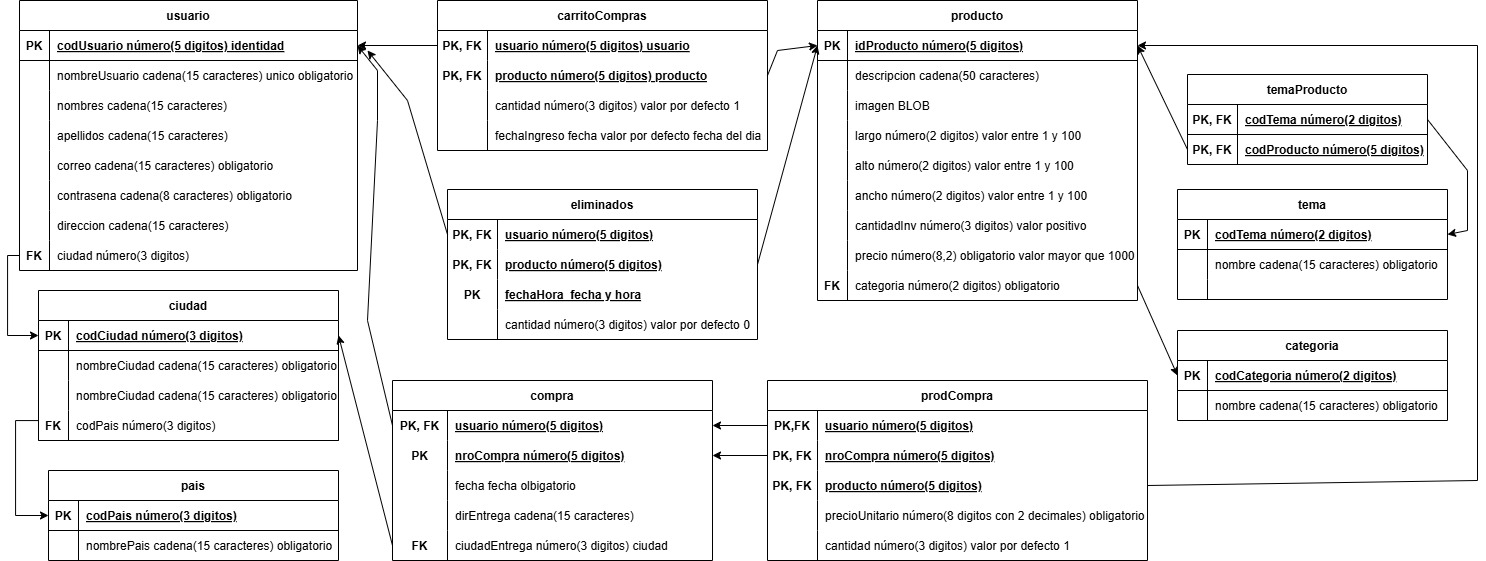 usuario
PK codUsuario número(5 digitos) identidad
nombreUsuario cadena(15 caracteres) unico obligatorio
nombres cadena(15 caracteres)
apellidos cadena(15 caracteres)
correo cadena(15 caracteres) obligatorio
contrasena cadena(8 caracteres) obligatorio
direccion cadena(15 caracteres)
FK ciudad número(3 digitos)
ciudad
PK codCiudad número(3 digitos)
nombreCiudad cadena(15 caracteres) obligatorio
nombreCiudad cadena(15 caracteres) obligatorio
FK codPais número(3 digitos)
pais
PK codPais número(3 digitos)
nombrePais cadena(15 caracteres) obligatorio
carritoCompras
PK, FK usuario número(5 digitos) usuario
PK, FK producto número(5 digitos) producto
cantidad número(3 digitos) valor por defecto 1
fechaIngreso fecha valor por defecto fecha del dia
eliminados
PK, FK usuario número(5 digitos)
PK, FK producto número(5 digitos)
PK fechaHora fecha y hora
cantidad número(3 digitos) valor por defecto 0
compra
PK, FK usuario número(5 digitos)
PK nroCompra número(5 digitos)
fecha fecha olbigatorio
dirEntrega cadena(15 caracteres)
FK ciudadEntrega número(3 digitos) ciudad
producto
PK idProducto número(5 digitos)
descripcion cadena(50 caracteres)
imagen BLOB
largo número(2 digitos) valor entre 1 y 100
alto número(2 digitos) valor entre 1 y 100
ancho número(2 digitos) valor entre 1 y 100
cantidadInv número(3 digitos) valor positivo
precio número(8,2) obligatorio valor mayor que 1000
FK categoria número(2 digitos) obligatorio
prodCompra
PK,FK usuario número(5 digitos)
PK, FK nroCompra número(5 digitos)
PK, FK producto número(5 digitos)
precioUnitario número(8 digitos con 2 decimales) obligatorio
cantidad número(3 digitos) valor por defecto 1
temaProducto
PK, FK codTema número(2 digitos)
PK, FK codProducto número(5 digitos)
tema
PK codTema número(2 digitos)
nombre cadena(15 caracteres) obligatorio
categoria
PK codCategoria número(2 digitos)
nombre cadena(15 caracteres) obligatorio